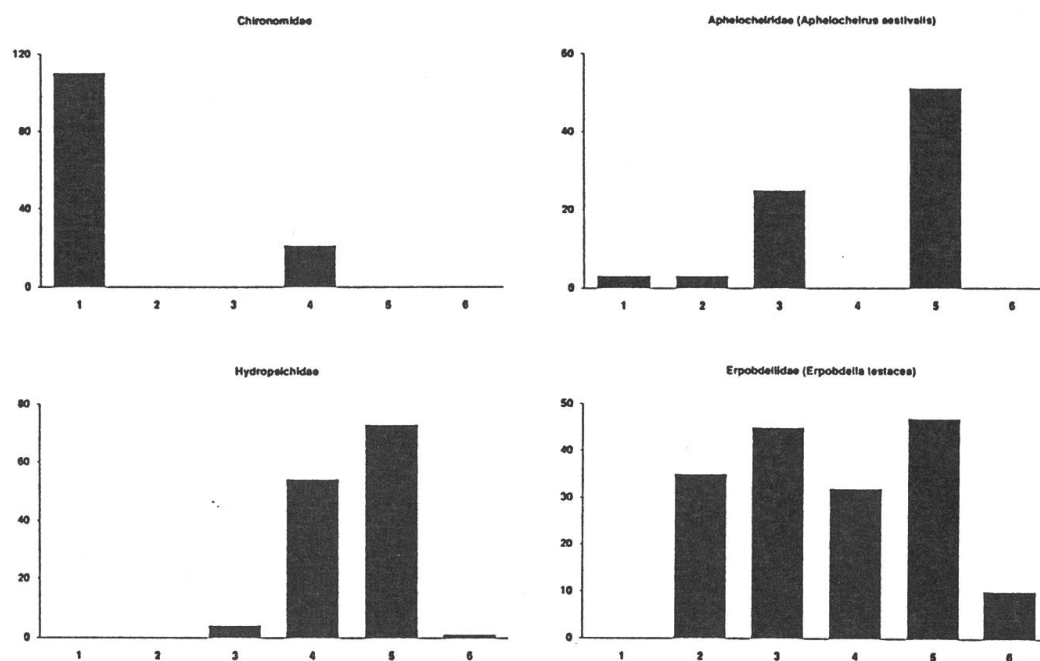 Chironomidae
120
80
40
0
1 2 3 4 5 6
Aphelocheiridae (Aphelocheirus aestivalis)
60
40
20
0
1 2 3 4 5 6
Hydropsichidae
80
60
40
20
0
1 2 3 4 5 6
Erpobdellidae (Erpobdella testacea)
50
40
30
20
10
0
1 2 3 4 5 6